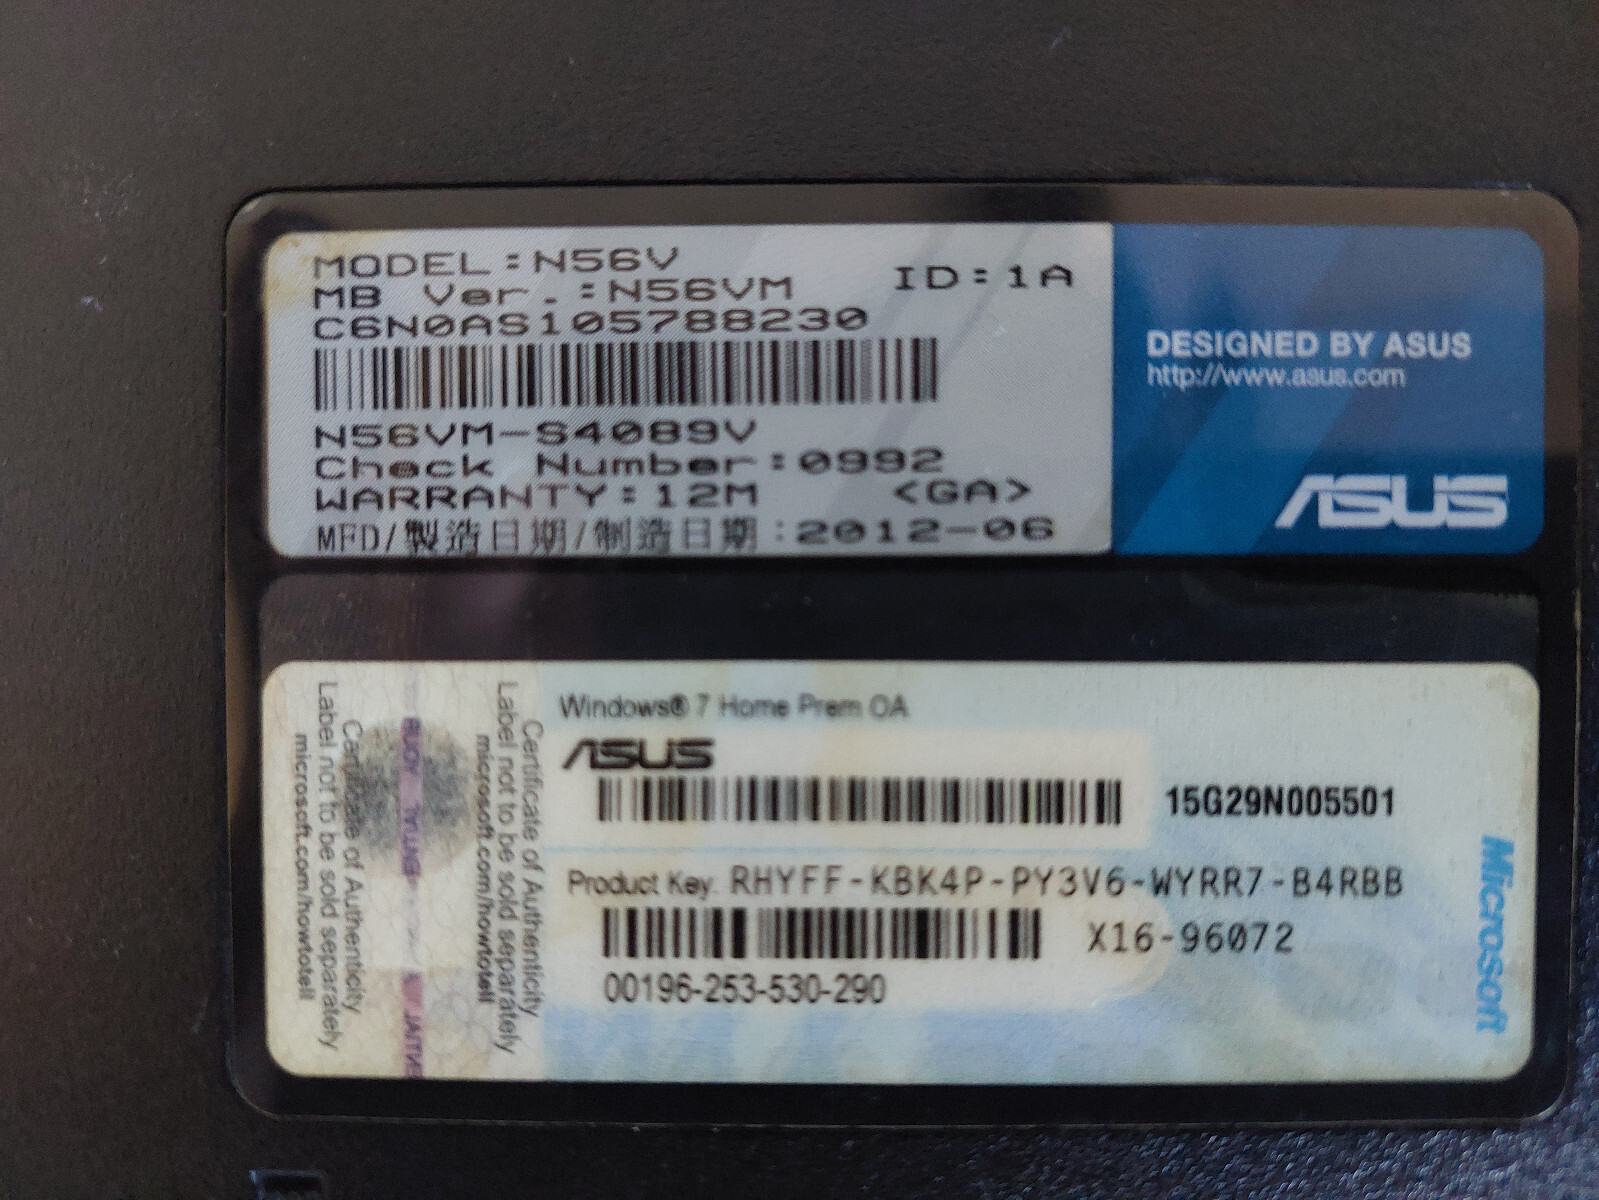 MODEL:N56V
MB Ver.:N56VM ID:1A
C6N0AS105788230
N56VM-S4089V
Check Number:0992
WARRANTY:12M <GA>
MFD/製造日期/制造日期:2012-06
DESIGNED BY ASUS
http://www.asus.com
ASUS
Certificate of Authenticity
Label not to be sold separately
microsoft.com/howtotell
Certificate of Authenticity
Label not to be sold separately
microsoft.com/howtotell
Windows® 7 Home Prem OA
ASUS
15G29N005501
Product Key: RHYFF-KBK4P-PY3V6-WYRR7-B4RBB
X16-96072
00196-253-530-290
Microsoft